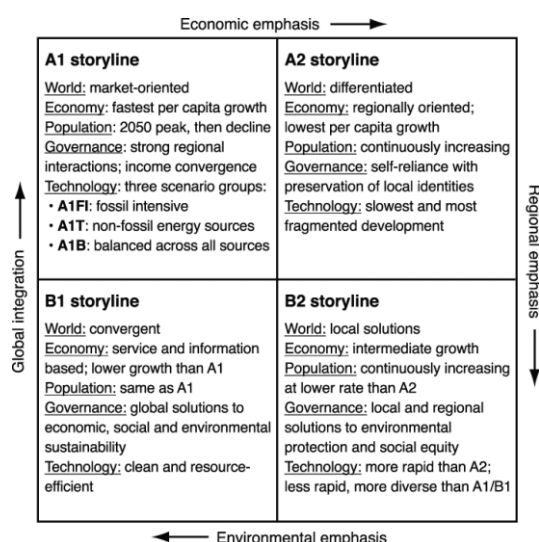 Economic emphasis
A1 storyline
World: market-oriented
Economy: fastest per capita growth
Population: 2050 peak, then decline
Governance: strong regional
interactions; income convergence
Technology: three scenario groups:
• A1FI: fossil intensive
• A1T: non-fossil energy sources
• A1B: balanced across all sources
A2 storyline
World: differentiated
Economy: regionally oriented;
lowest per capita growth
Population: continuously increasing
Governance: self-reliance with
preservation of local identities
Technology: slowest and most
fragmented development
Global integration
Regional emphasis
B1 storyline
World: convergent
Economy: service and information
based; lower growth than A1
Population: same as A1
Governance: global solutions to
economic, social and environmental
sustainability
Technology: clean and resource-
efficient
B2 storyline
World: local solutions
Economy: intermediate growth
Population: continuously increasing
at lower rate than A2
Governance: local and regional
solutions to environmental
protection and social equity
Technology: more rapid than A2;
less rapid, more diverse than A1/B1
Environmental emphasis